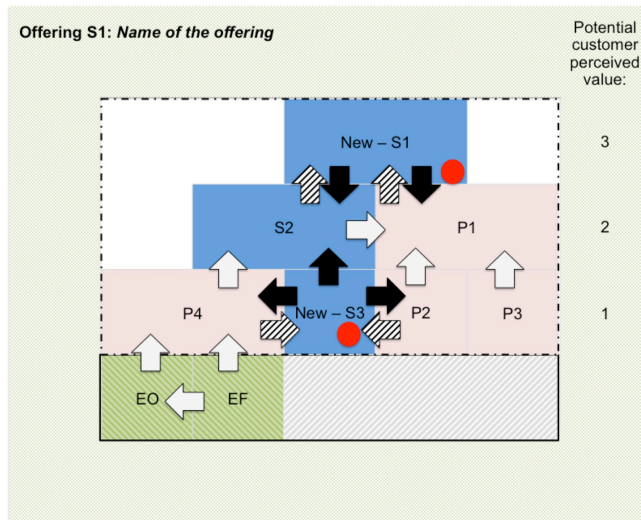 Offering S1: Name of the offering
Potential
customer
perceived
value:
New – S1
3
S2
P1
2
P4
New – S3
P2
P3
1
EO
EF